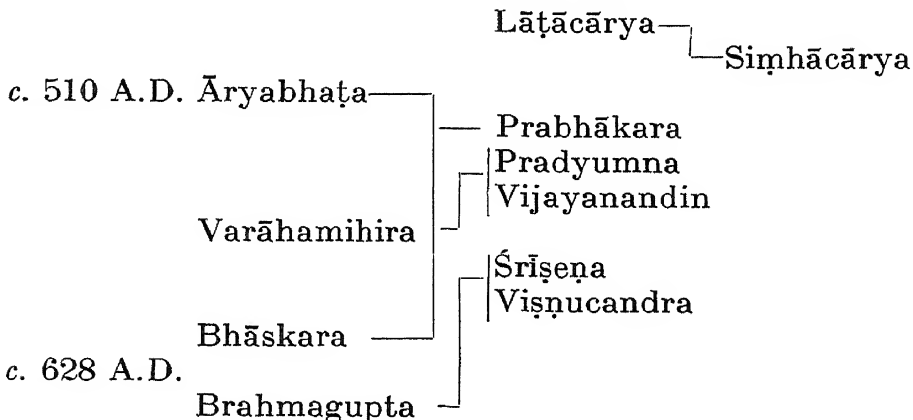 Lāṭācārya
Siṃhācārya
c. 510 A.D. Āryabhaṭa
Prabhākara
Pradyumna
Vijayanandin
Varāhamihira
Śrīṣeṇa
Viṣṇucandra
Bhāskara
c. 628 A.D.
Brahmagupta